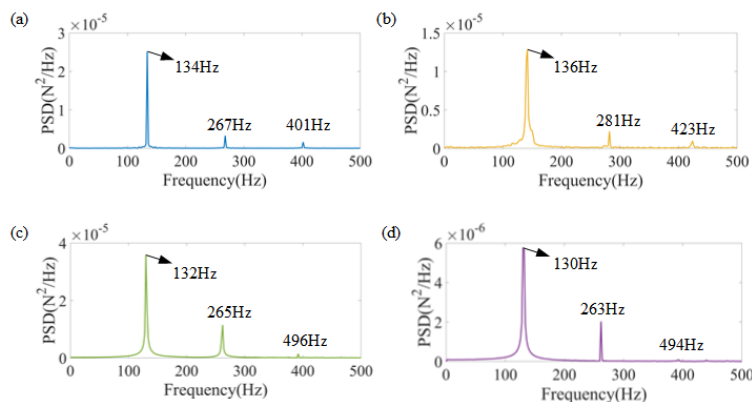 (a)
×10⁻⁵
3
2
1
0
PSD(N²/Hz)
134Hz
267Hz
401Hz
0 100 200 300 400 500
Frequency(Hz)
(b)
×10⁻⁵
1.5
1
0.5
0
PSD(N²/Hz)
136Hz
281Hz
423Hz
0 100 200 300 400 500
Frequency(Hz)
(c)
×10⁻⁵
4
2
0
PSD(N²/Hz)
132Hz
265Hz
496Hz
0 100 200 300 400 500
Frequency(Hz)
(d)
×10⁻⁶
6
4
2
0
PSD(N²/Hz)
130Hz
263Hz
494Hz
0 100 200 300 400 500
Frequency(Hz)